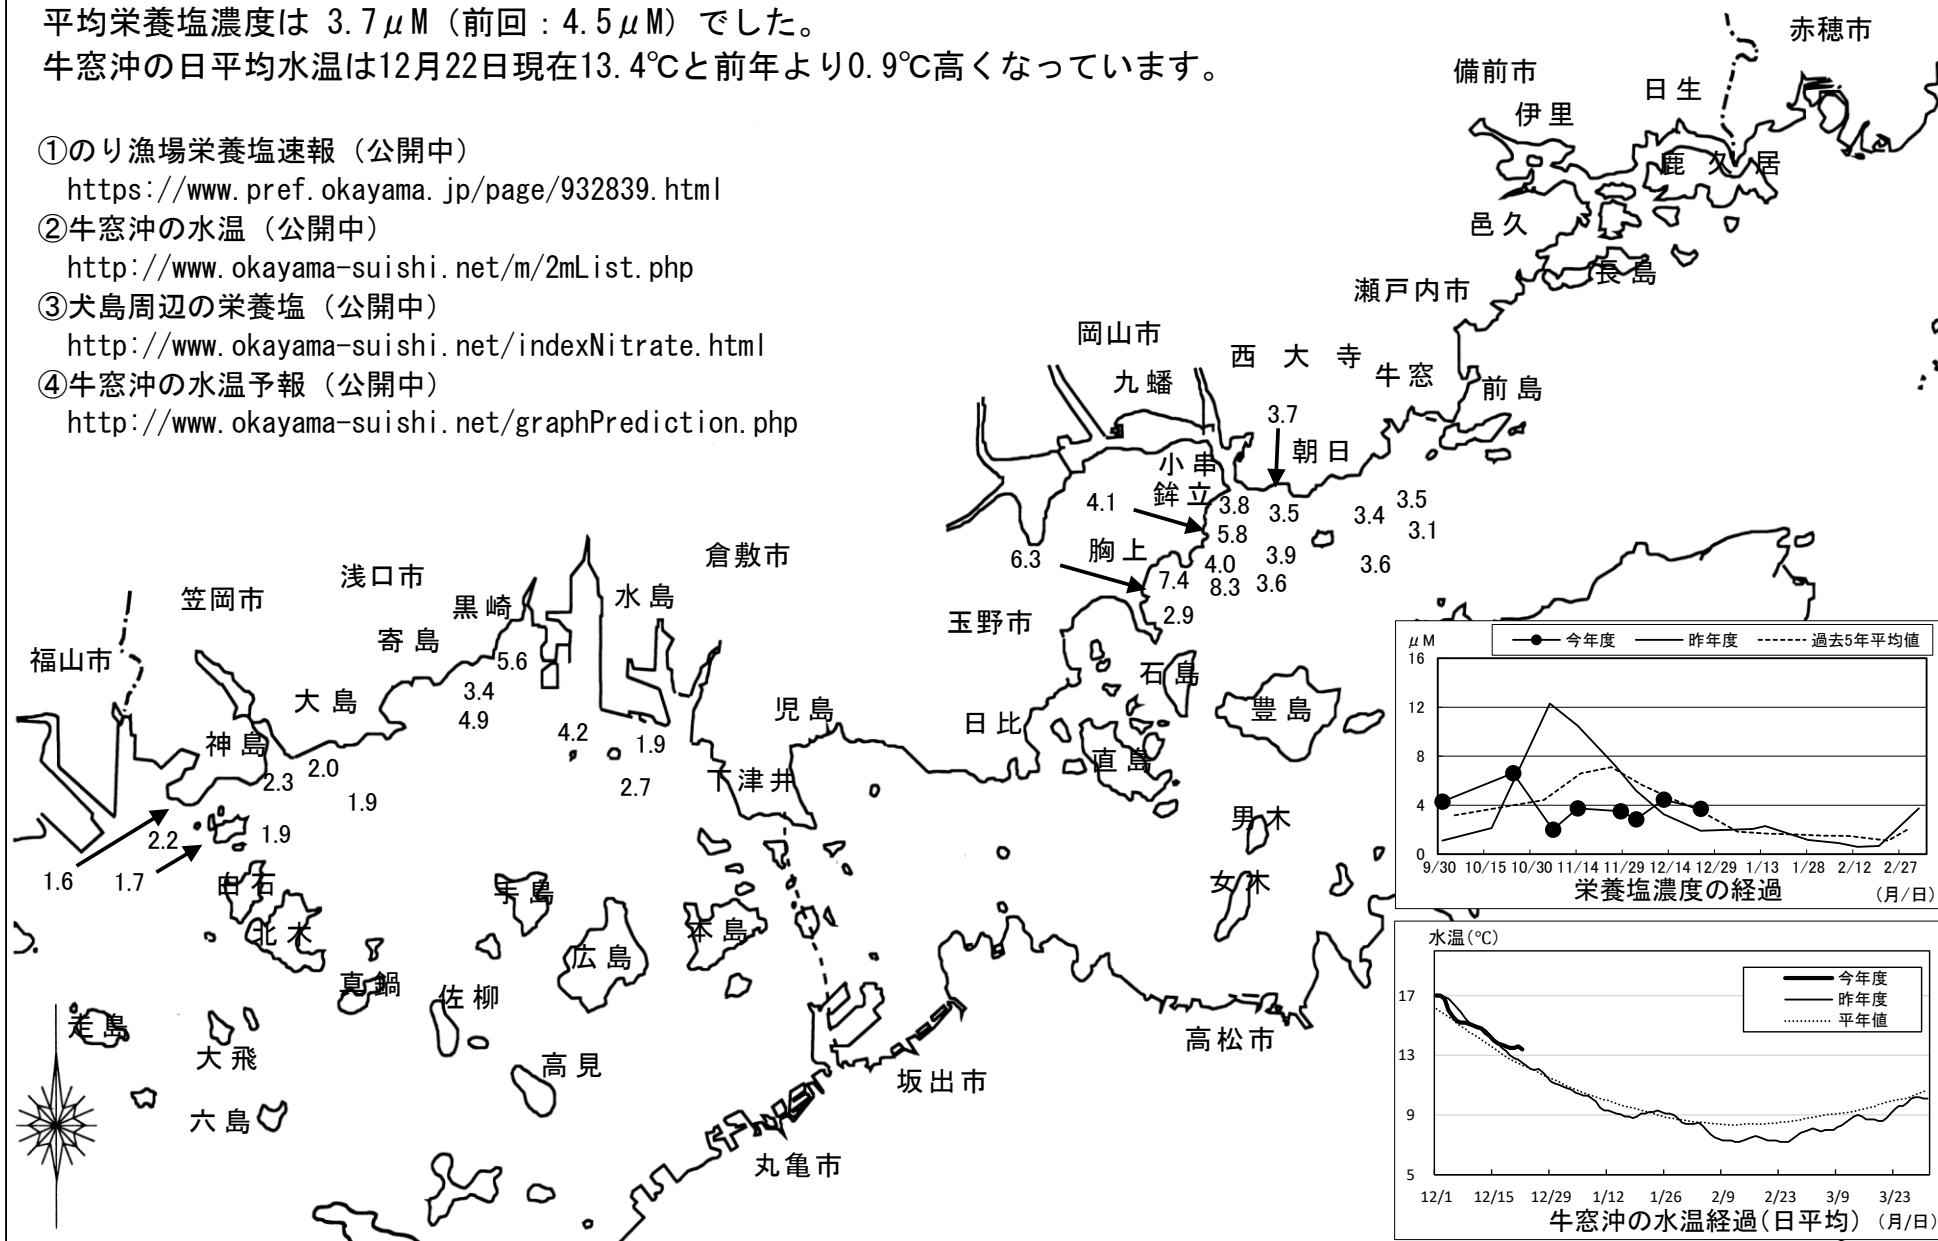 平均栄養塩濃度は 3.7μM（前回：4.5μM）でした。
牛窓沖の日平均水温は12月22日現在13.4℃と前年より0.9℃高くなっています。
①のり漁場栄養塩速報（公開中）
https://www.pref.okayama.jp/page/932839.html
②牛窓沖の水温（公開中）
http://www.okayama-suishi.net/m/2mList.php
③犬島周辺の栄養塩（公開中）
http://www.okayama-suishi.net/indexNitrate.html
④牛窓沖の水温予報（公開中）
http://www.okayama-suishi.net/graphPrediction.php
赤穂市
備前市
日生
伊里
鹿久居
邑久
長島
瀬戸内市
岡山市
西大寺
九蟠
牛窓
前島
3.7
朝日
小串
鉾立
4.1
3.8
3.5
3.4
3.5
3.1
5.8
胸上
6.3
4.0
3.9
3.6
7.4
8.3
3.6
2.9
倉敷市
浅口市
笠岡市
黒崎
水島
玉野市
寄島
福山市
5.6
石島
3.4
大島
4.9
児島
日比
豊島
神島
4.2
1.9
直島
2.0
2.3
2.7
下津井
1.9
男木
2.2
1.9
1.6
1.7
白石
手島
女木
北木
本島
広島
真鍋
佐柳
走島
大飛
高松市
高見
坂出市
六島
丸亀市
μM
今年度
昨年度
過去5年平均値
16
12
8
4
0
9/30 10/15 10/30 11/14 11/29 12/14 12/29 1/13 1/28 2/12 2/27
栄養塩濃度の経過
（月/日）
水温(℃)
今年度
昨年度
平年値
17
13
9
5
12/1 12/15 12/29 1/12 1/26 2/9 2/23 3/9 3/23
牛窓沖の水温経過(日平均)
（月/日）